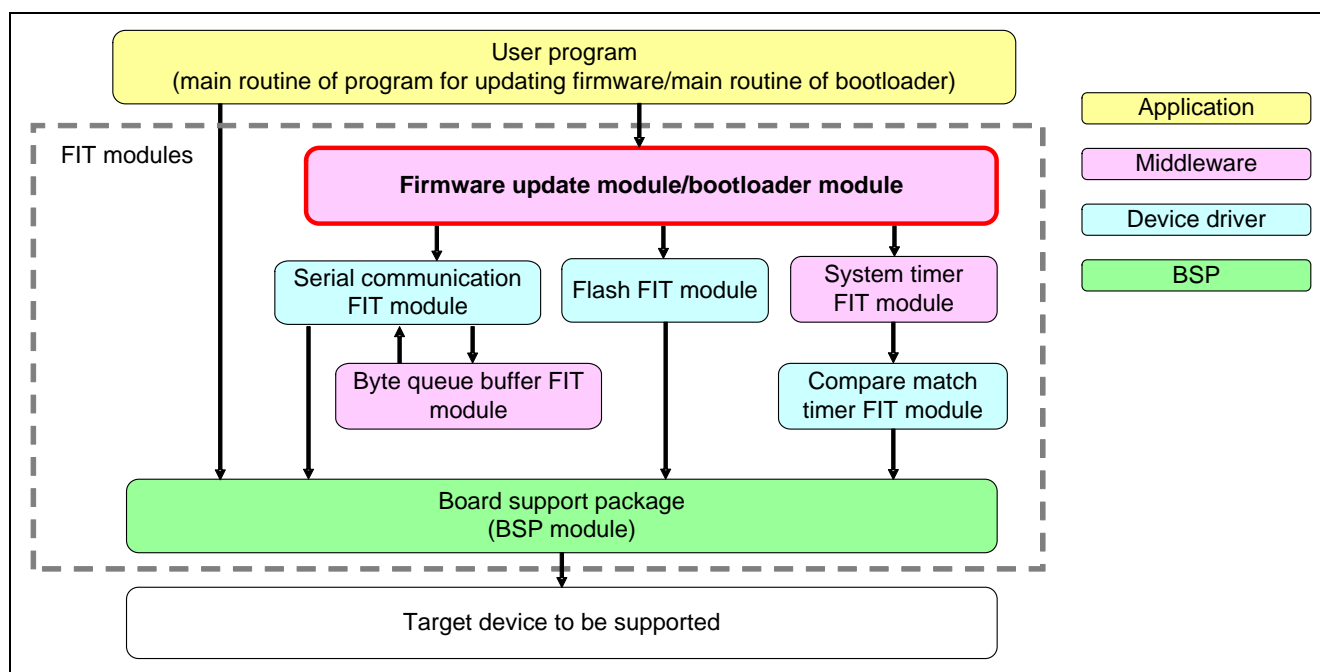 User program
(main routine of program for updating firmware/main routine of bootloader)
FIT modules
Firmware update module/bootloader module
Serial communication
FIT module
Flash FIT module
System timer
FIT module
Byte queue buffer FIT
module
Compare match
timer FIT module
Board support package
(BSP module)
Target device to be supported
Application
Middleware
Device driver
BSP